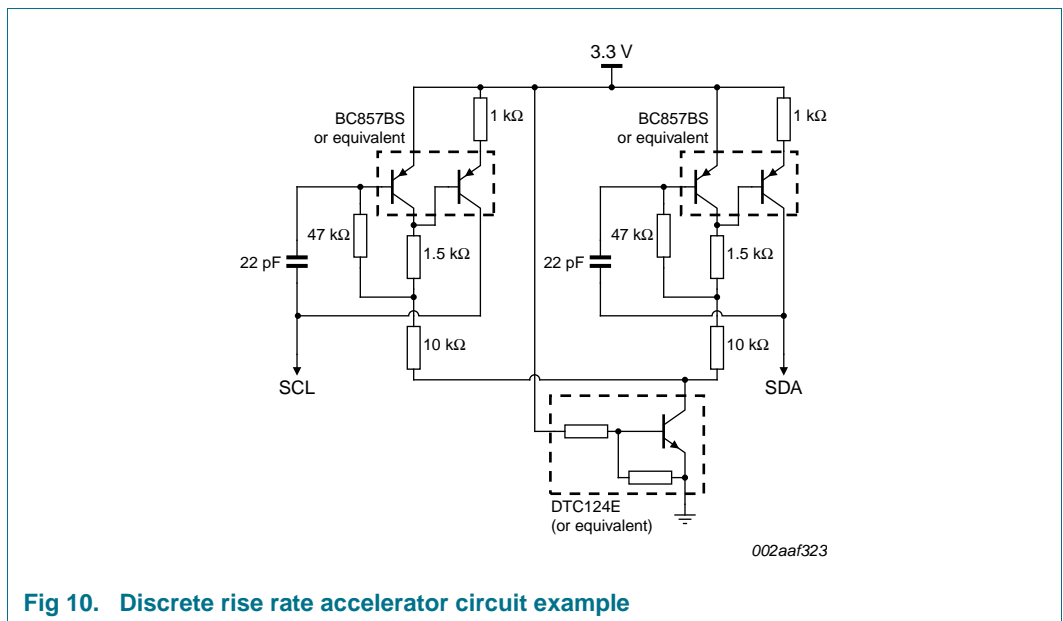 3.3 V
BC857BS
or equivalent
1 kΩ
BC857BS
or equivalent
1 kΩ
47 kΩ
1.5 kΩ
22 pF
47 kΩ
1.5 kΩ
22 pF
10 kΩ
10 kΩ
SCL
SDA
DTC124E
(or equivalent)
002aaf323
Fig 10. Discrete rise rate accelerator circuit example